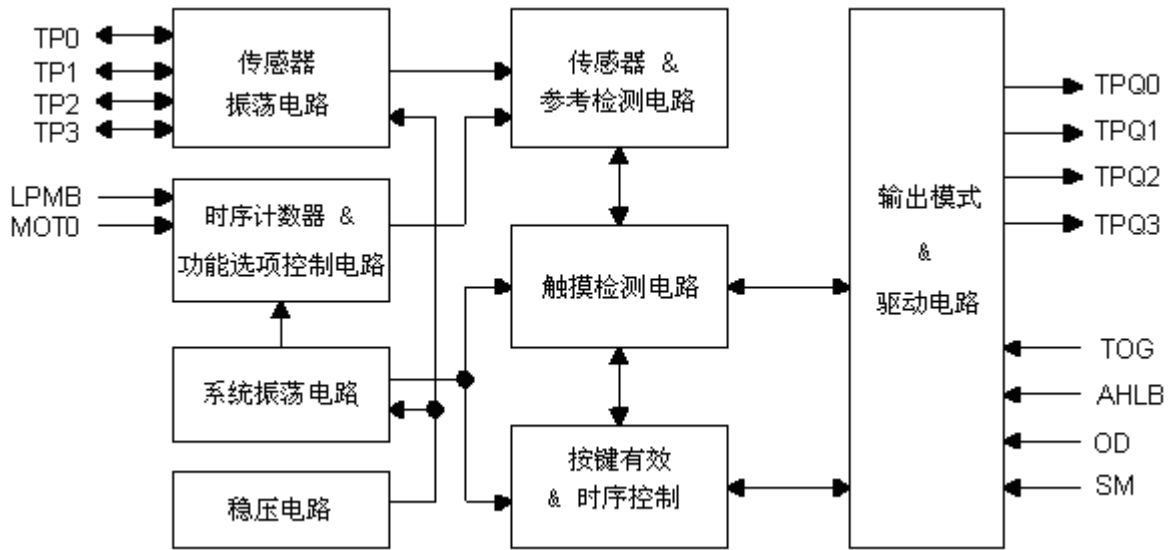 TP0
TP1
TP2
TP3
LPMB
MOT0
传感器
振荡电路
时序计数器 &
功能选项控制电路
系统振荡电路
稳压电路
传感器 &
参考检测电路
触摸检测电路
按键有效
& 时序控制
输出模式
&
驱动电路
TPQ0
TPQ1
TPQ2
TPQ3
TOG
AHLB
OD
SM